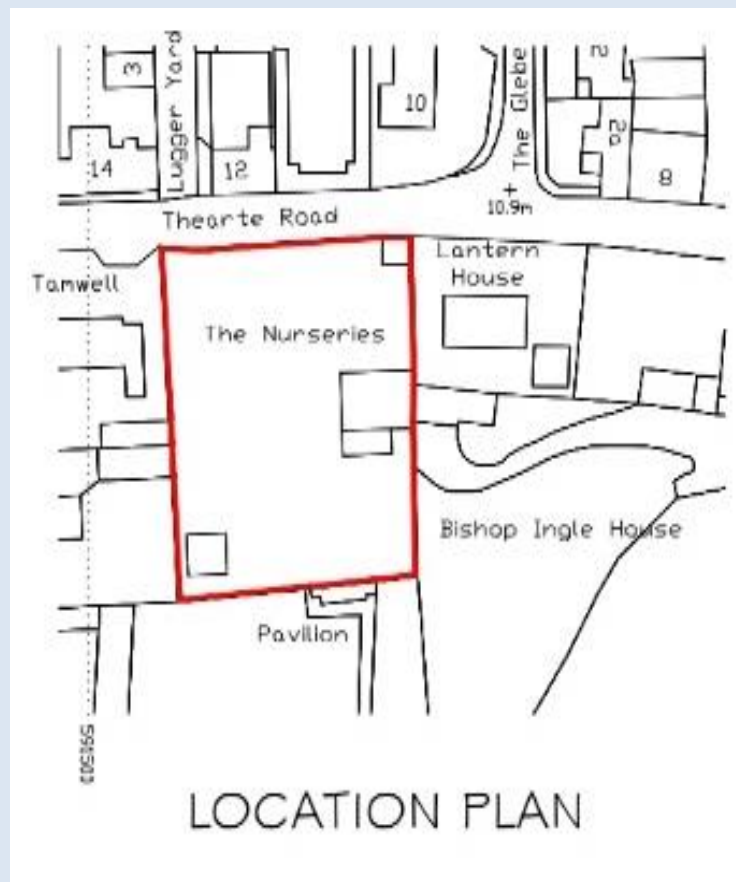 3
Lugger Yard
The Glebe
2
14
12
10
2a
8
10.9m
Thearte Road
Lantern
House
Tamwell
The Nurseries
Bishop Ingle House
Pavilion
LOCATION PLAN